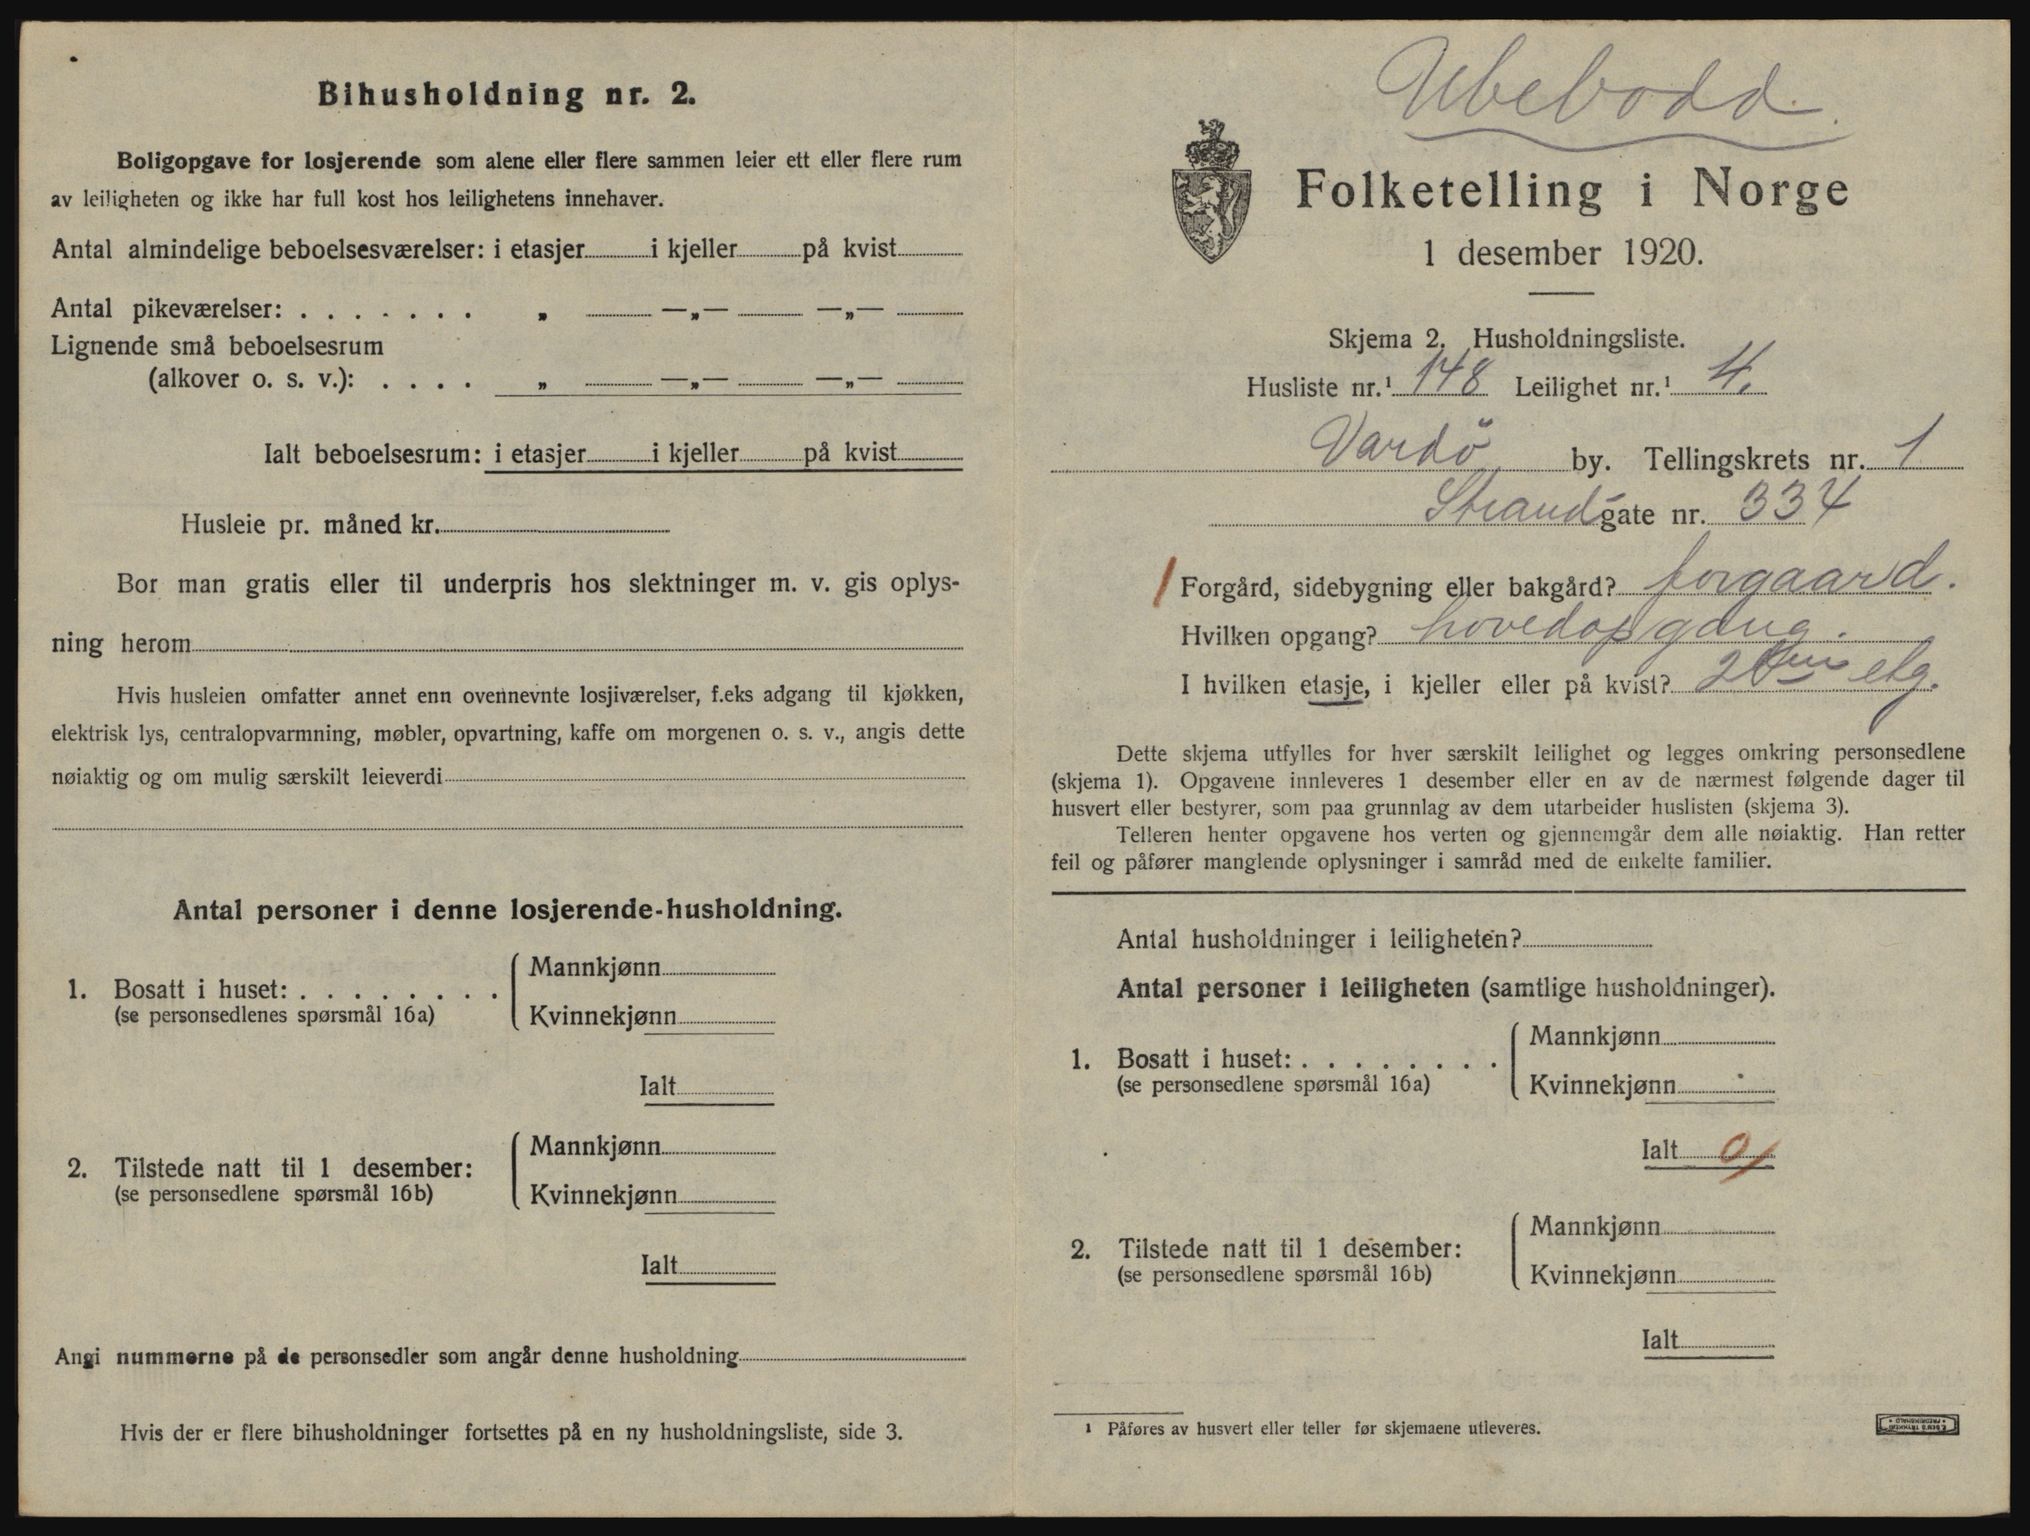 Bihusholdning nr. 2.
Boligopgave for losjerende som alene eller flere sammen leier ett eller flere rum
av leiligheten og ikke har full kost hos leilighetens innehaver.
Antal almindelige beboelsesværelser: i etasjer i kjeller på kvist
Antal pikeværelser: . . . . . . . „ —„— —„—
Lignende små beboelsesrum
(alkover o. s. v.): . . . . „ —„— —„—
Ialt beboelsesrum: i etasjer i kjeller på kvist
Husleie pr. måned kr.
Bor man gratis eller til underpris hos slektninger m. v. gis oplys-
ning herom
Hvis husleien omfatter annet enn ovennevnte losjiværelser, f.eks adgang til kjøkken,
elektrisk lys, centralopvarmning, møbler, opvartning, kaffe om morgenen o. s. v., angis dette
nøiaktig og om mulig særskilt leieverdi
Antal personer i denne losjerende-husholdning.
1. Bosatt i huset: . . . . . . . .
(se personsedlenes spørsmål 16a)
Mannkjønn
Kvinnekjønn
Ialt
2. Tilstede natt til 1 desember:
(se personsedlene spørsmål 16b)
Mannkjønn
Kvinnekjønn
Ialt
Angi nummerne på de personsedler som angår denne husholdning
Hvis der er flere bihusholdninger fortsettes på en ny husholdningsliste, side 3.
Ubebodd.
Folketelling i Norge
1 desember 1920.
Skjema 2. Husholdningsliste.
Husliste nr.¹ 148 Leilighet nr.¹ 4.
Vardö by. Tellingskrets nr. 1
Strandgate nr. 334
Forgård, sidebygning eller bakgård? forgaard.
Hvilken opgang? hovedopgang.
I hvilken etasje, i kjeller eller på kvist? 2den etg.
Dette skjema utfylles for hver særskilt leilighet og legges omkring personsedlene
(skjema 1). Opgavene innleveres 1 desember eller en av de nærmest følgende dager til
husvert eller bestyrer, som paa grunnlag av dem utarbeider huslisten (skjema 3).
Telleren henter opgavene hos verten og gjennemgår dem alle nøiaktig. Han retter
feil og påfører manglende oplysninger i samråd med de enkelte familier.
Antal husholdninger i leiligheten?
Antal personer i leiligheten (samtlige husholdninger).
1. Bosatt i huset: . . . . . . . .
(se personsedlene spørsmål 16a)
Mannkjønn
Kvinnekjønn
Ialt 0
2. Tilstede natt til 1 desember:
(se personsedlene spørsmål 16b)
Mannkjønn
Kvinnekjønn
Ialt
¹ Påføres av husvert eller teller før skjemaene utleveres.